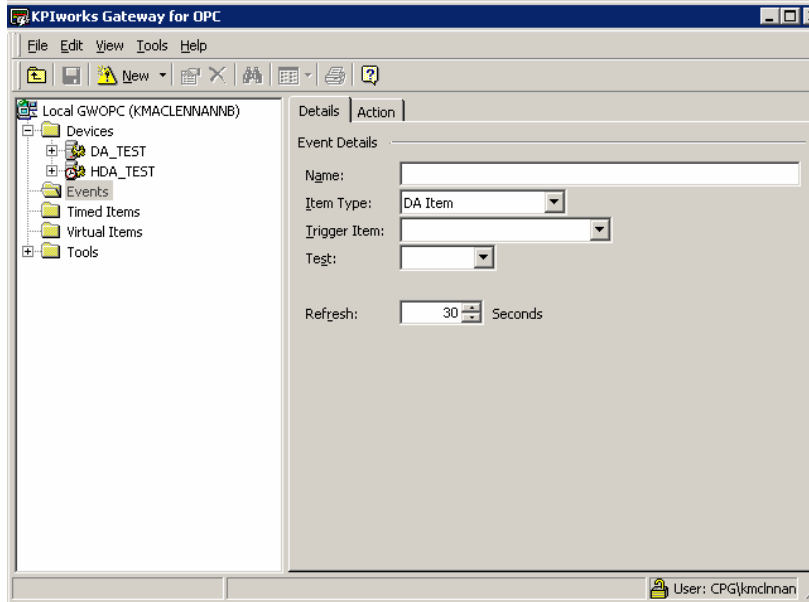 KPIworks Gateway for OPC
File Edit View Tools Help
New
Local GWOPC (KMACLENNANNB)
Devices
DA_TEST
HDA_TEST
Events
Timed Items
Virtual Items
Tools
Details Action
Event Details
Name:
Item Type: DA Item
Trigger Item:
Test:
Refresh: 30 Seconds
User: CPG\kmclnnan